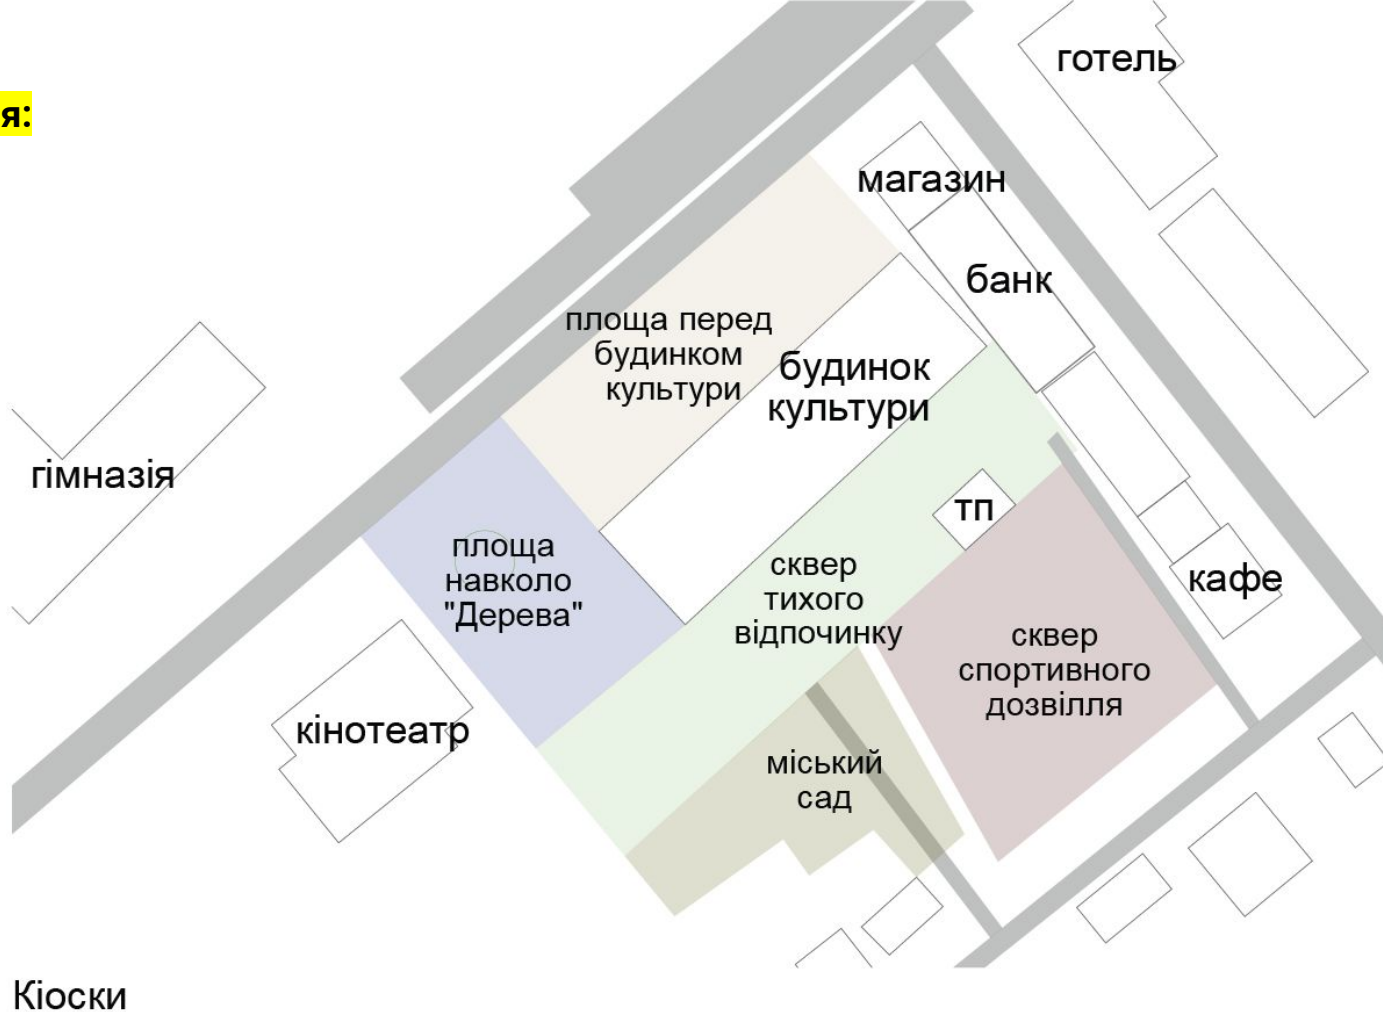 готель
я:
магазин
банк
площа перед
будинком
культури
будинок
культури
гімназія
тп
площа
навколо
"Дерева"
сквер
тихого
відпочинку
кафе
сквер
спортивного
дозвілля
кінотеатр
міський
сад
Кіоски